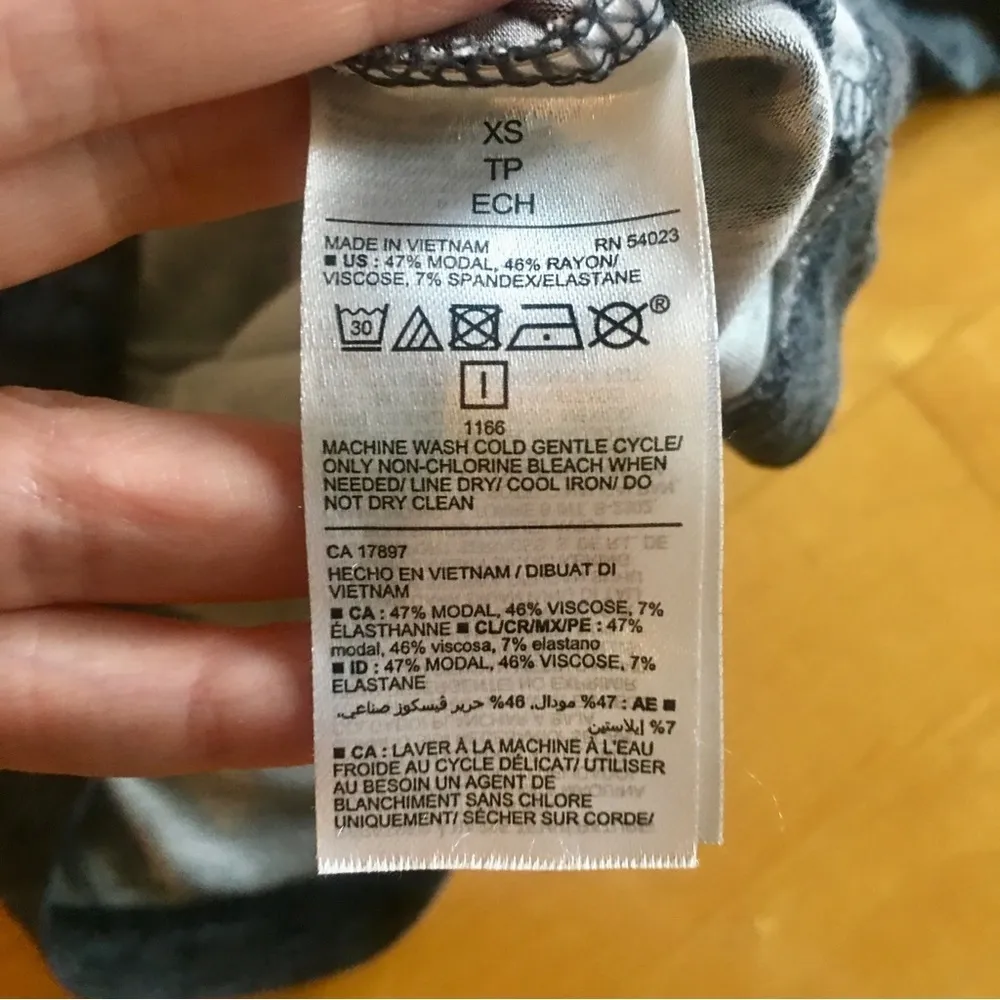 XS
TP
ECH
MADE IN VIETNAM RN 54023
■ US : 47% MODAL, 46% RAYON/
VISCOSE, 7% SPANDEX/ELASTANE
30 ®
1166
MACHINE WASH COLD GENTLE CYCLE/
ONLY NON-CHLORINE BLEACH WHEN
NEEDED/ LINE DRY/ COOL IRON/ DO
NOT DRY CLEAN
CA 17897
HECHO EN VIETNAM / DIBUAT DI
VIETNAM
■ CA : 47% MODAL, 46% VISCOSE, 7%
ÉLASTHANNE ■ CL/CR/MX/PE : 47%
modal, 46% viscosa, 7% elastano
■ ID : 47% MODAL, 46% VISCOSE, 7%
ELASTANE
■ AE : 47% مودال, 46% حرير ڤيسكوز صناعي,
7% إيلاستين
■ CA : LAVER À LA MACHINE À L'EAU
FROIDE AU CYCLE DÉLICAT/ UTILISER
AU BESOIN UN AGENT DE
BLANCHIMENT SANS CHLORE
UNIQUEMENT/ SÉCHER SUR CORDE/